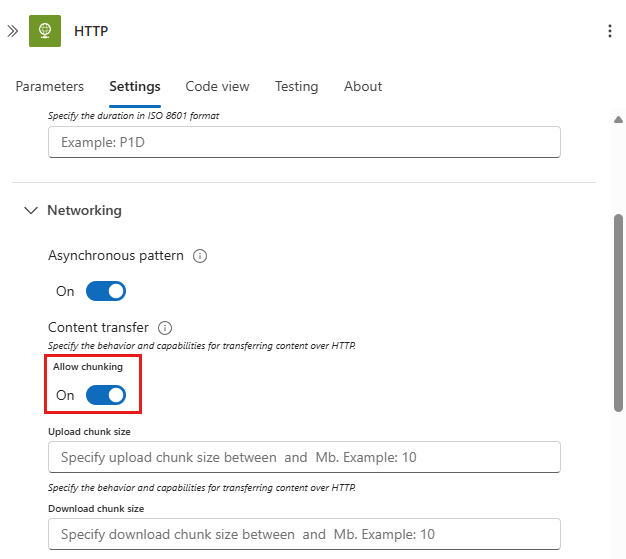 HTTP
Parameters Settings Code view Testing About
Specify the duration in ISO 8601 format
Example: P1D
Networking
Asynchronous pattern
On
Content transfer
Specify the behavior and capabilities for transferring content over HTTP.
Allow chunking
On
Upload chunk size
Specify upload chunk size between and Mb. Example: 10
Specify the behavior and capabilities for transferring content over HTTP.
Download chunk size
Specify download chunk size between and Mb. Example: 10